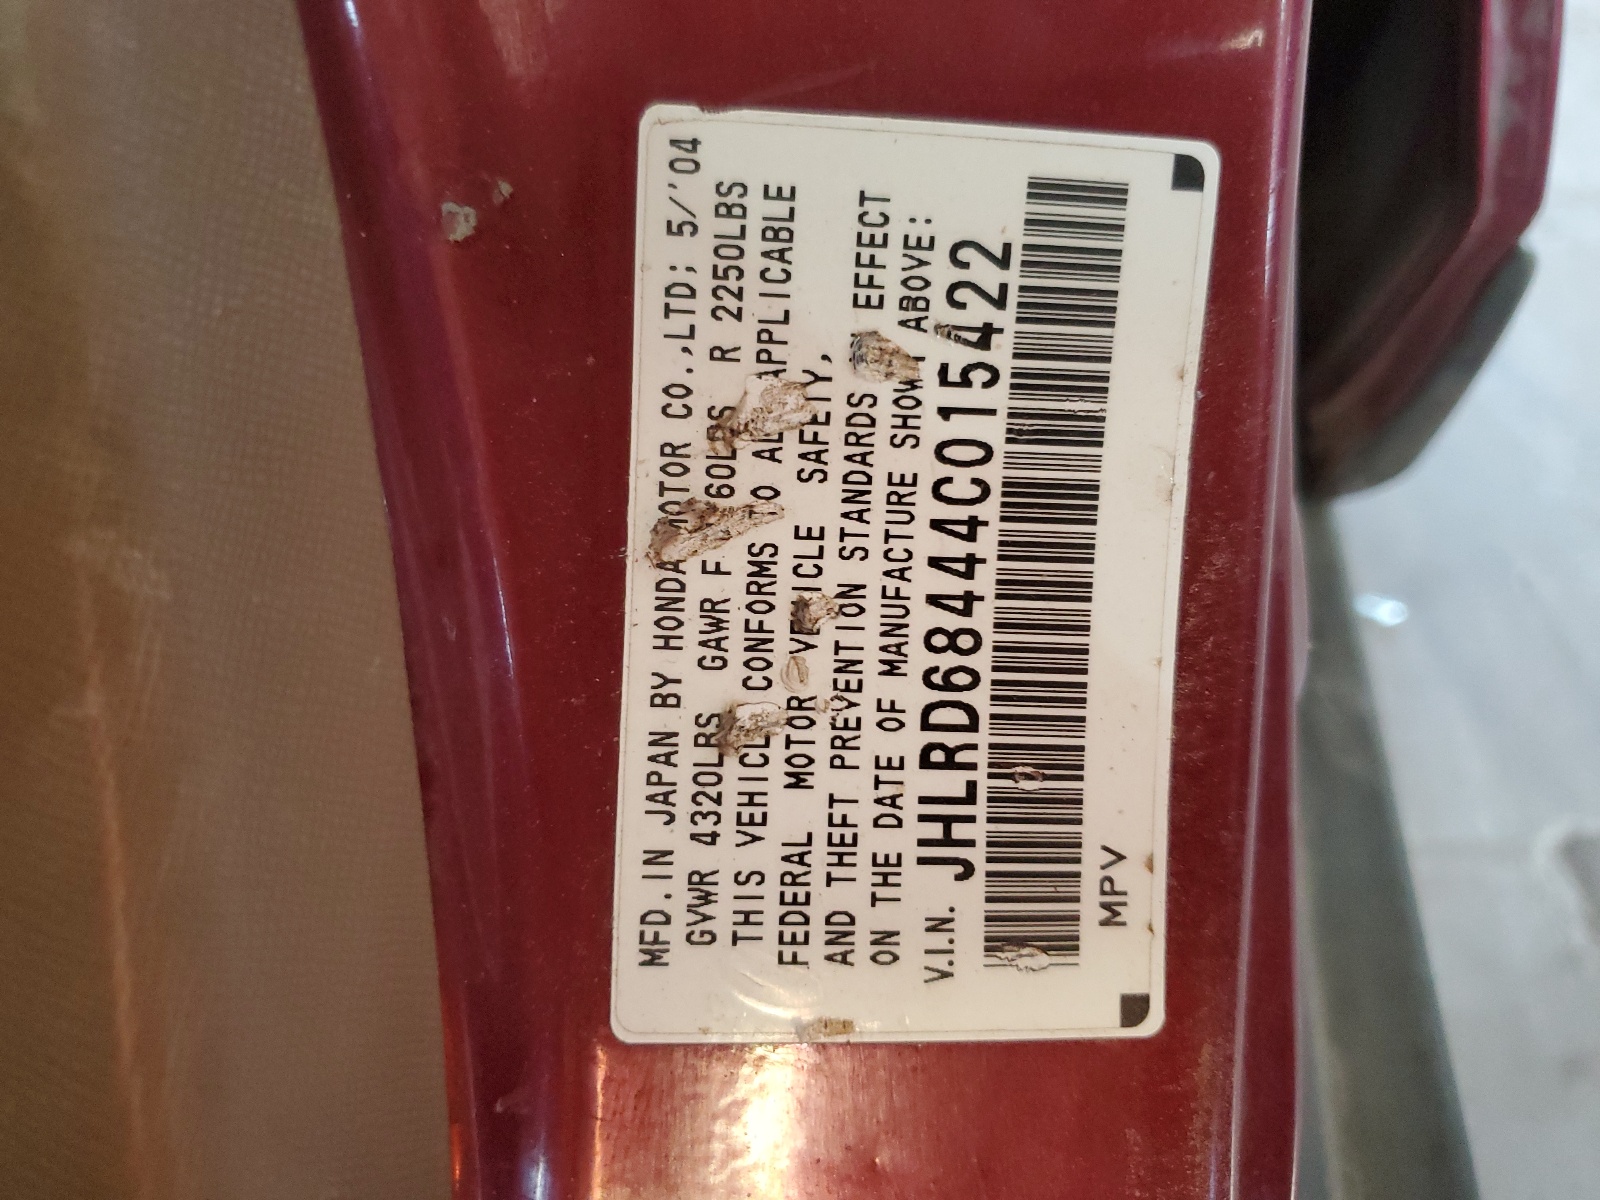 MFD. IN JAPAN BY HONDA MOTOR CO.,LTD; 5/'04
GVWR 4320LBS GAWR F 60LBS R 2250LBS
THIS VEHICLE CONFORMS TO ALL APPLICABLE
FEDERAL MOTOR VEHICLE SAFETY,
AND THEFT PREVENTION STANDARDS EFFECT
ON THE DATE OF MANUFACTURE SHOWN ABOVE:
V.I.N. JHLRD68444C015422
MPV